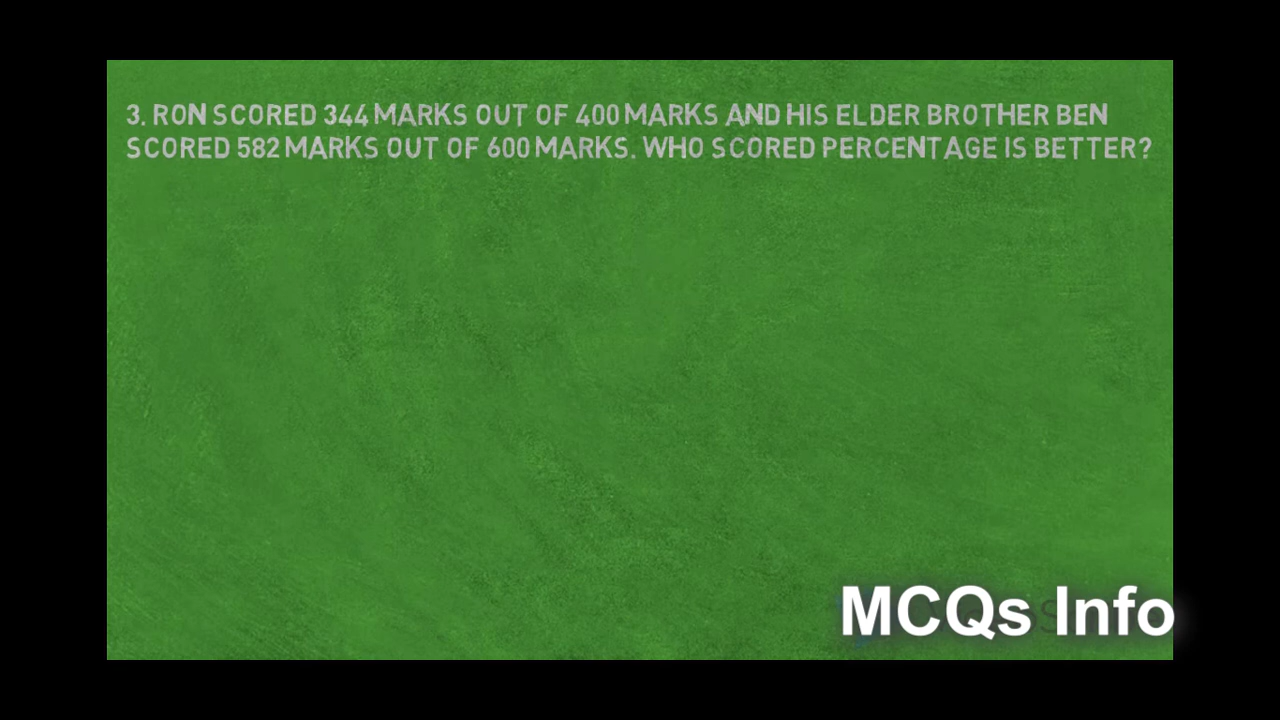 3. RON SCORED 344 MARKS OUT OF 400 MARKS AND HIS ELDER BROTHER BEN
SCORED 582 MARKS OUT OF 600 MARKS. WHO SCORED PERCENTAGE IS BETTER?
MCQs Info